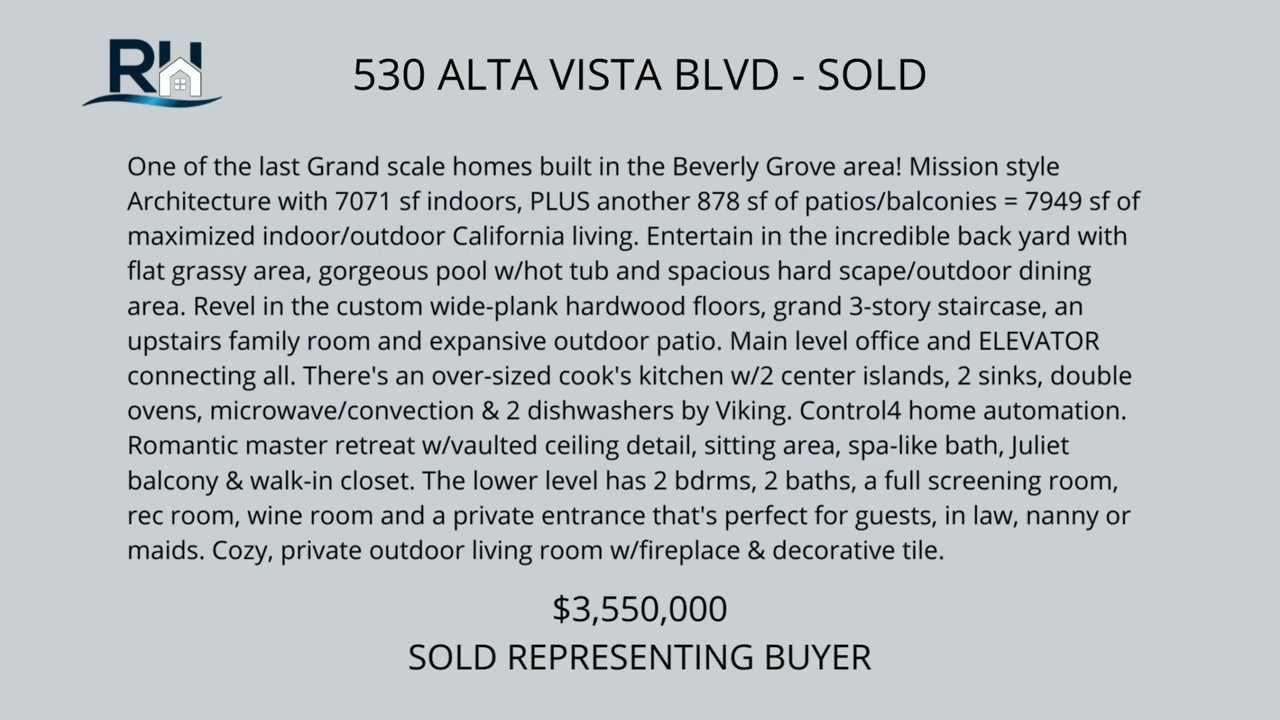 RH
530 ALTA VISTA BLVD - SOLD
One of the last Grand scale homes built in the Beverly Grove area! Mission style
Architecture with 7071 sf indoors, PLUS another 878 sf of patios/balconies = 7949 sf of
maximized indoor/outdoor California living. Entertain in the incredible back yard with
flat grassy area, gorgeous pool w/hot tub and spacious hard scape/outdoor dining
area. Revel in the custom wide-plank hardwood floors, grand 3-story staircase, an
upstairs family room and expansive outdoor patio. Main level office and ELEVATOR
connecting all. There's an over-sized cook's kitchen w/2 center islands, 2 sinks, double
ovens, microwave/convection & 2 dishwashers by Viking. Control4 home automation.
Romantic master retreat w/vaulted ceiling detail, sitting area, spa-like bath, Juliet
balcony & walk-in closet. The lower level has 2 bdrms, 2 baths, a full screening room,
rec room, wine room and a private entrance that's perfect for guests, in law, nanny or
maids. Cozy, private outdoor living room w/fireplace & decorative tile.
$3,550,000
SOLD REPRESENTING BUYER